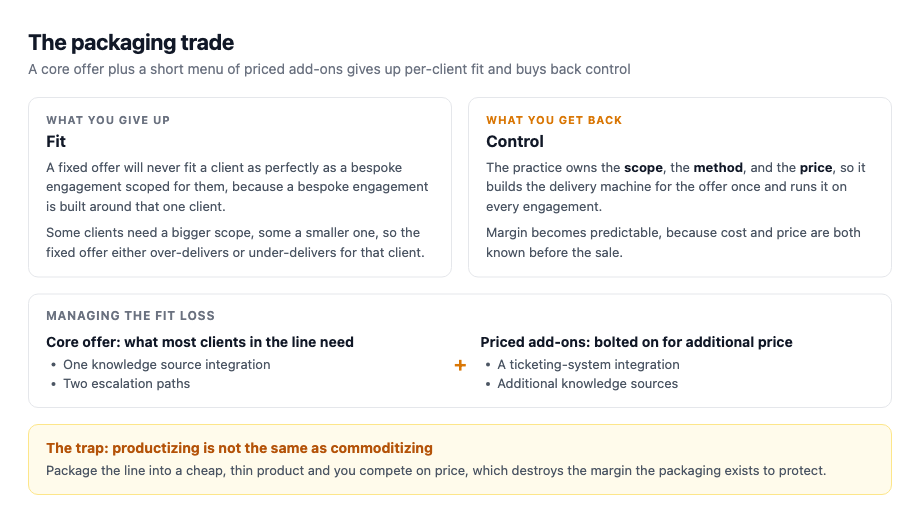 The packaging trade
A core offer plus a short menu of priced add-ons gives up per-client fit and buys back control
WHAT YOU GIVE UP
Fit
A fixed offer will never fit a client as perfectly as a bespoke
engagement scoped for them, because a bespoke engagement
is built around that one client.
Some clients need a bigger scope, some a smaller one, so the
fixed offer either over-delivers or under-delivers for that client.
WHAT YOU GET BACK
Control
The practice owns the scope, the method, and the price, so it
builds the delivery machine for the offer once and runs it on
every engagement.
Margin becomes predictable, because cost and price are both
known before the sale.
MANAGING THE FIT LOSS
Core offer: what most clients in the line need
• One knowledge source integration
• Two escalation paths
+
Priced add-ons: bolted on for additional price
• A ticketing-system integration
• Additional knowledge sources
The trap: productizing is not the same as commoditizing
Package the line into a cheap, thin product and you compete on price, which destroys the margin the packaging exists to protect.